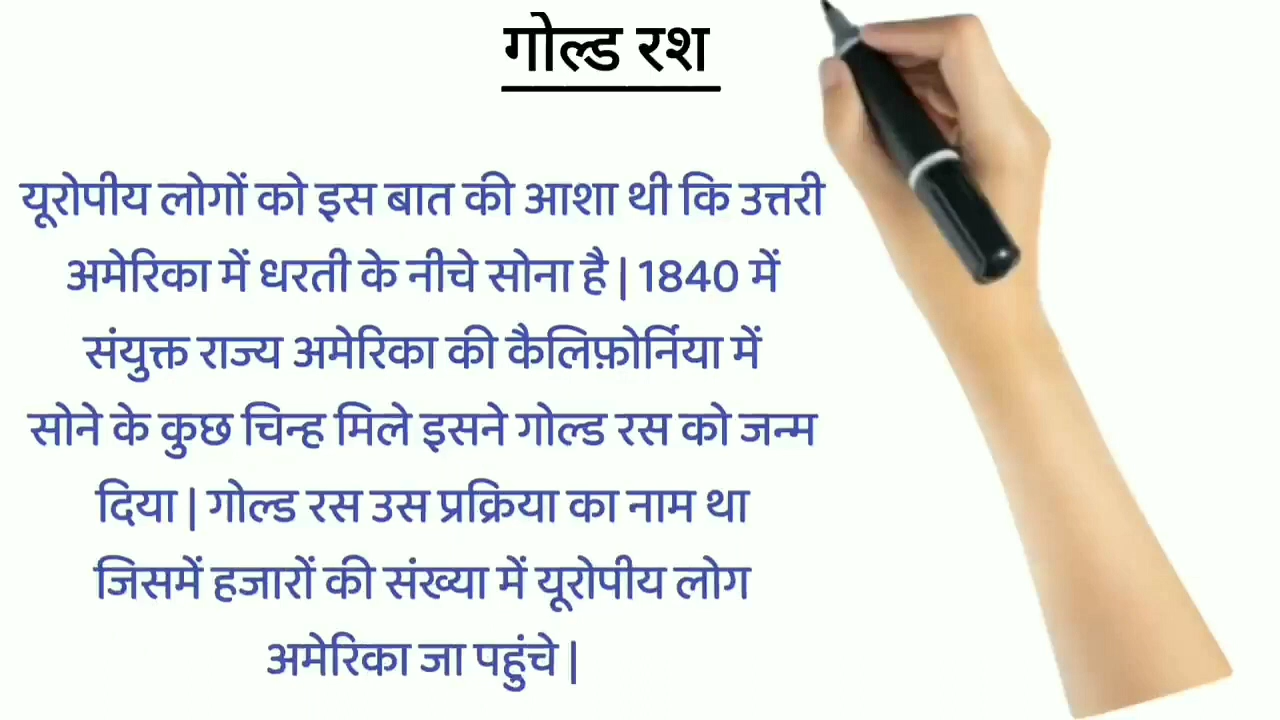 गोल्ड रश
यूरोपीय लोगों को इस बात की आशा थी कि उत्तरी
अमेरिका में धरती के नीचे सोना है | 1840 में
संयुक्त राज्य अमेरिका की कैलिफ़ोर्निया में
सोने के कुछ चिन्ह मिले इसने गोल्ड रस को जन्म
दिया | गोल्ड रस उस प्रक्रिया का नाम था
जिसमें हजारों की संख्या में यूरोपीय लोग
अमेरिका जा पहुंचे |